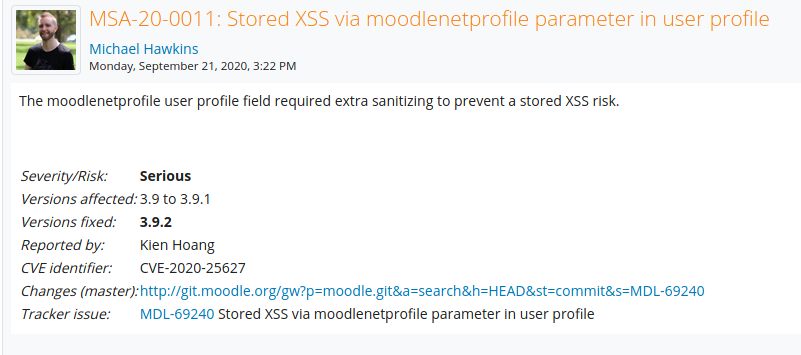 MSA-20-0011: Stored XSS via moodlenetprofile parameter in user profile
Michael Hawkins
Monday, September 21, 2020, 3:22 PM
The moodlenetprofile user profile field required extra sanitizing to prevent a stored XSS risk.
Severity/Risk: Serious
Versions affected: 3.9 to 3.9.1
Versions fixed: 3.9.2
Reported by: Kien Hoang
CVE identifier: CVE-2020-25627
Changes (master): http://git.moodle.org/gw?p=moodle.git&a=search&h=HEAD&st=commit&s=MDL-69240
Tracker issue: MDL-69240 Stored XSS via moodlenetprofile parameter in user profile